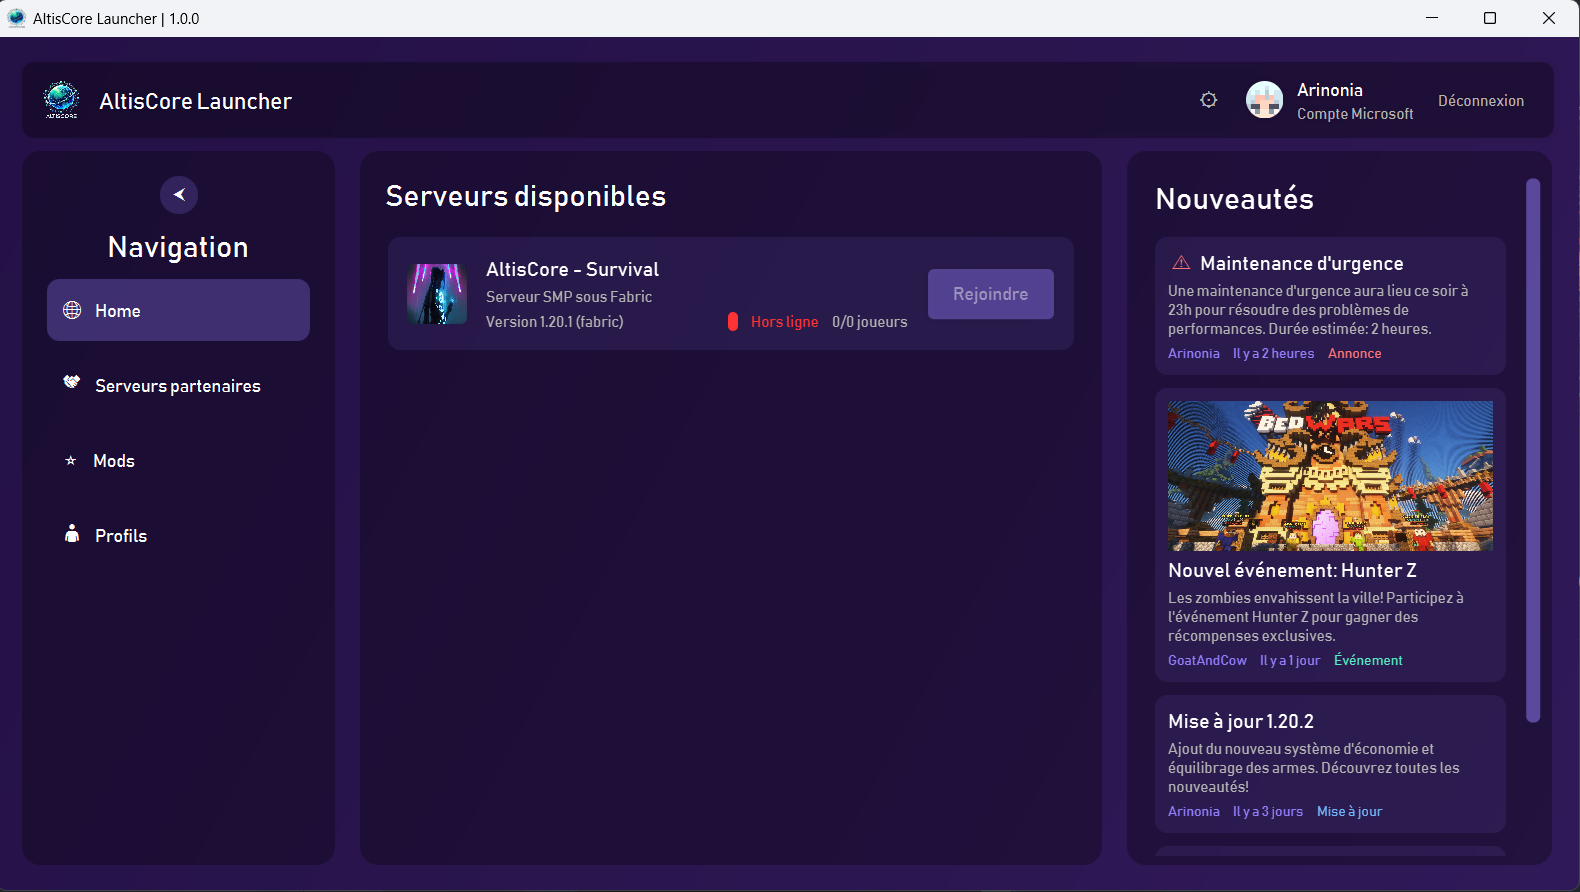 AltisCore Launcher | 1.0.0
ALTISCORE
AltisCore Launcher
Arinonia
Compte Microsoft
Déconnexion
Navigation
Home
Serveurs partenaires
Mods
Profils
Serveurs disponibles
AltisCore - Survival
Serveur SMP sous Fabric
Version 1.20.1 (fabric)
Hors ligne 0/0 joueurs
Rejoindre
Nouveautés
Maintenance d'urgence
Une maintenance d'urgence aura lieu ce soir à
23h pour résoudre des problèmes de
performances. Durée estimée: 2 heures.
Arinonia Il y a 2 heures Annonce
BEDWARS
Nouvel événement: Hunter Z
Les zombies envahissent la ville! Participez à
l'événement Hunter Z pour gagner des
récompenses exclusives.
GoatAndCow Il y a 1 jour Événement
Mise à jour 1.20.2
Ajout du nouveau système d'économie et
équilibrage des armes. Découvrez toutes les
nouveautés!
Arinonia Il y a 3 jours Mise à jour